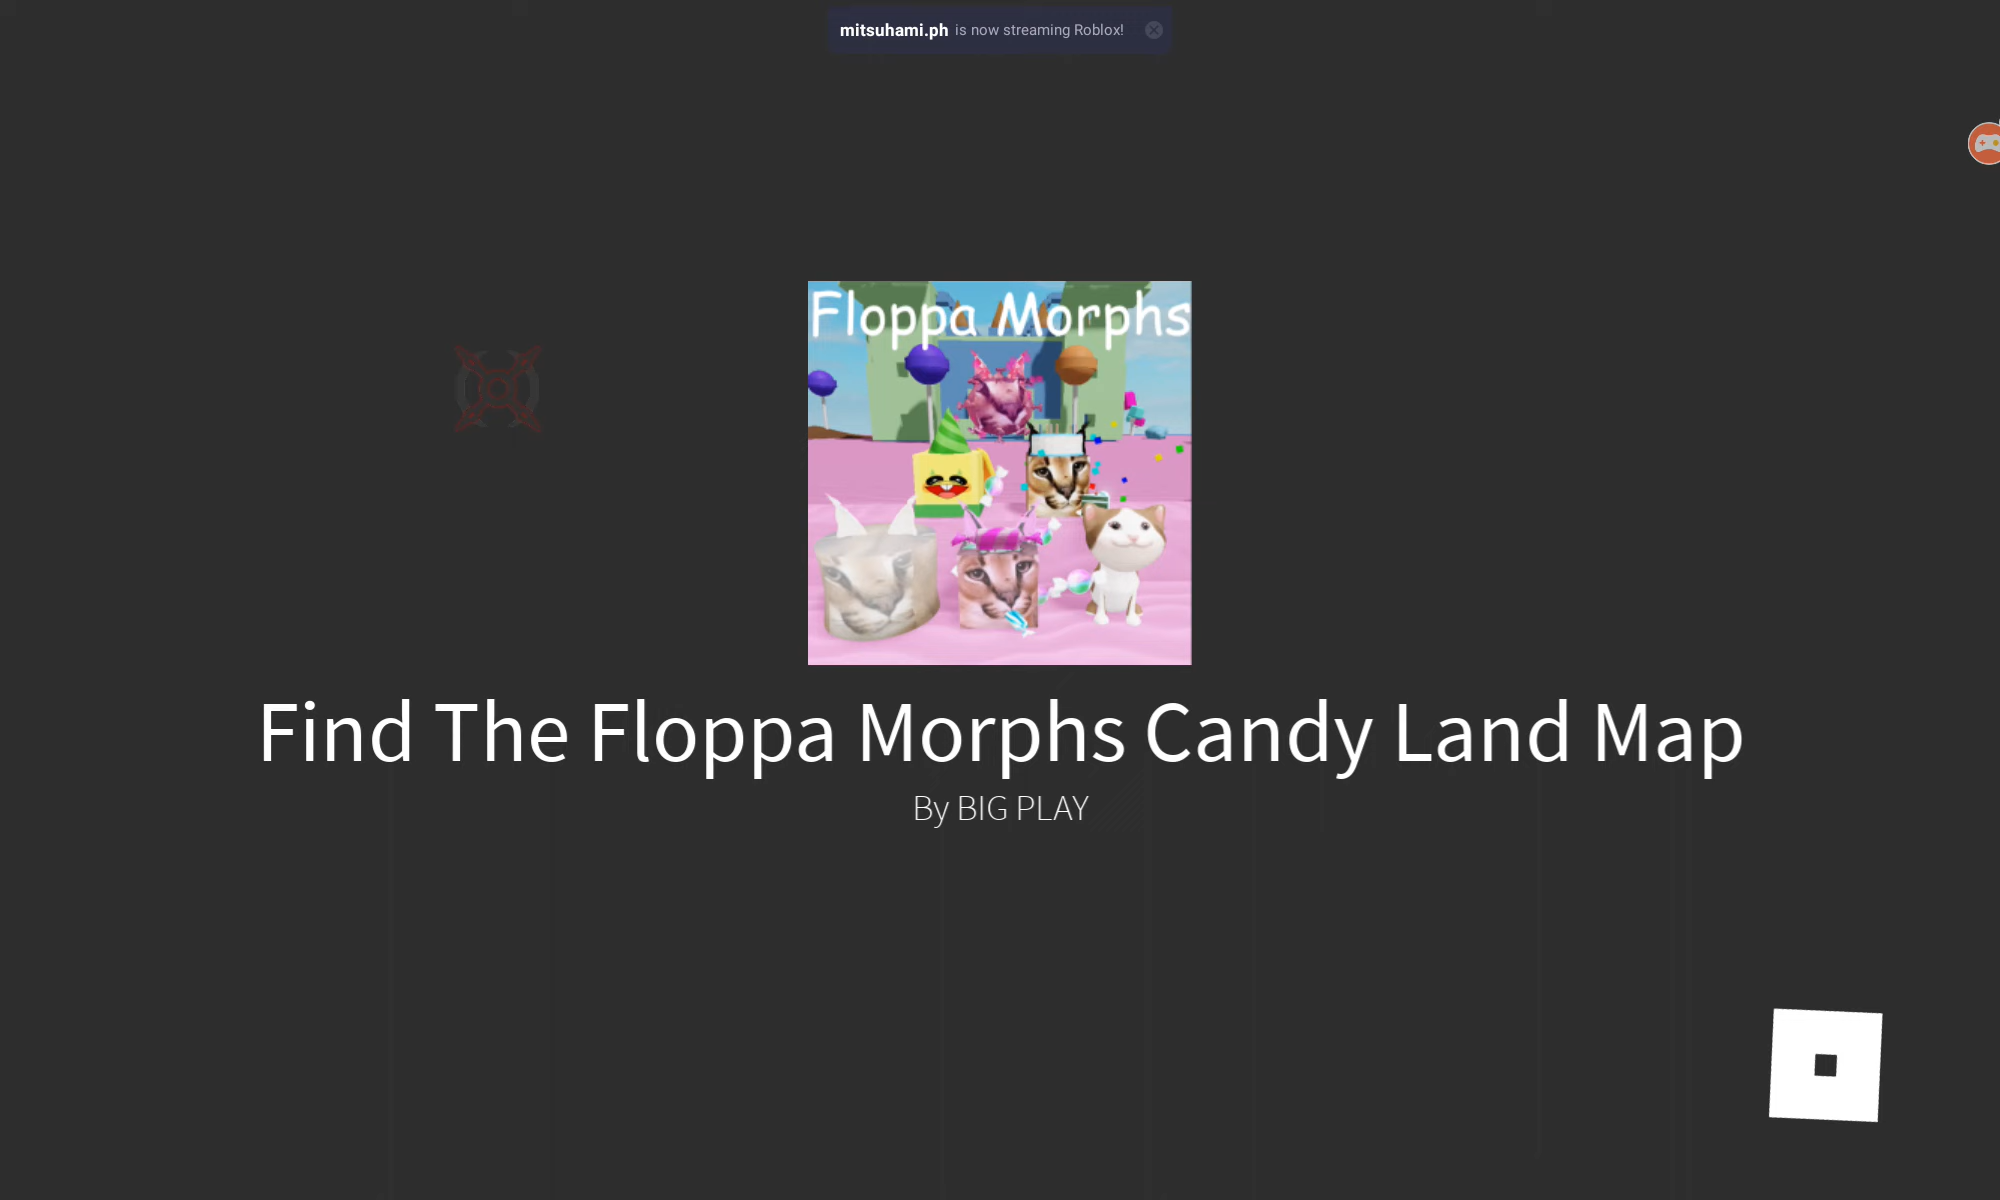 mitsuhami.ph is now streaming Roblox!
Floppa Morphs
Find The Floppa Morphs Candy Land Map
By BIG PLAY